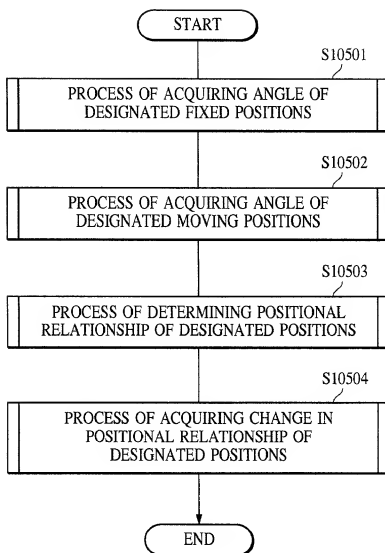 START
S10501
PROCESS OF ACQUIRING ANGLE OF
DESIGNATED FIXED POSITIONS
S10502
PROCESS OF ACQUIRING ANGLE OF
DESIGNATED MOVING POSITIONS
S10503
PROCESS OF DETERMINING POSITIONAL
RELATIONSHIP OF DESIGNATED POSITIONS
S10504
PROCESS OF ACQUIRING CHANGE IN
POSITIONAL RELATIONSHIP OF
DESIGNATED POSITIONS
END